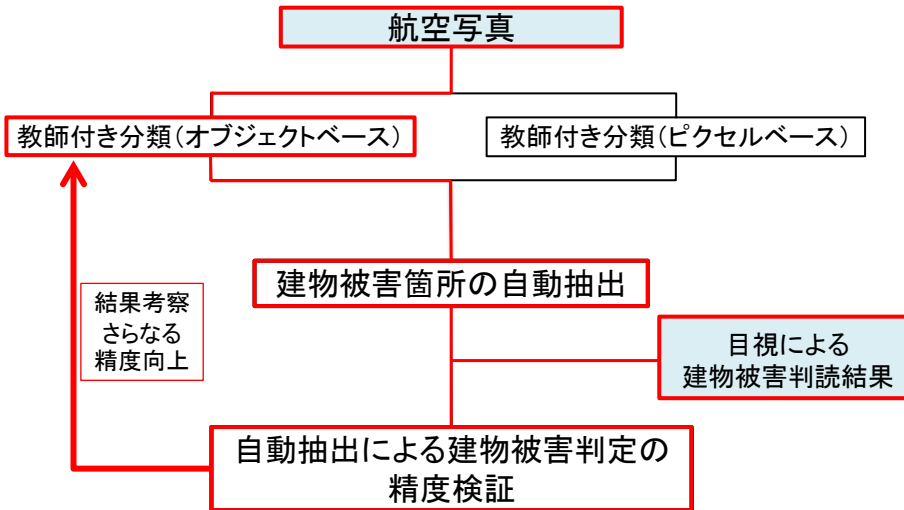 航空写真
教師付き分類(オブジェクトベース)
教師付き分類(ピクセルベース)
建物被害箇所の自動抽出
結果考察
さらなる
精度向上
目視による
建物被害判読結果
自動抽出による建物被害判定の
精度検証